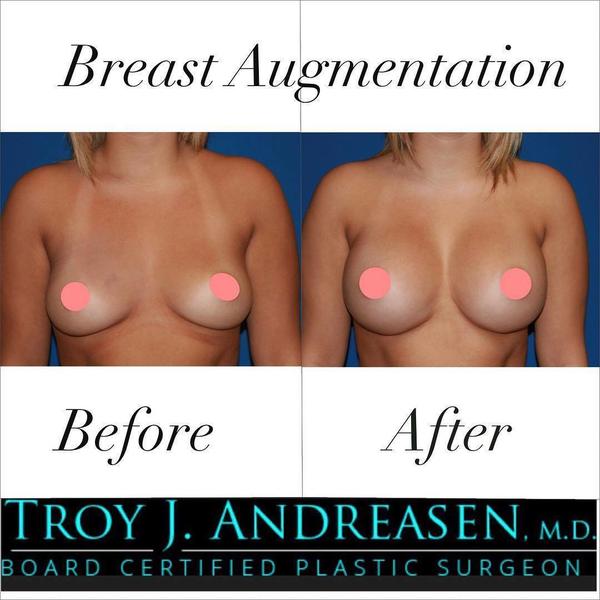 Breast Augmentation
Before
After
TROY J. ANDREASEN, M.D.
BOARD CERTIFIED PLASTIC SURGEON